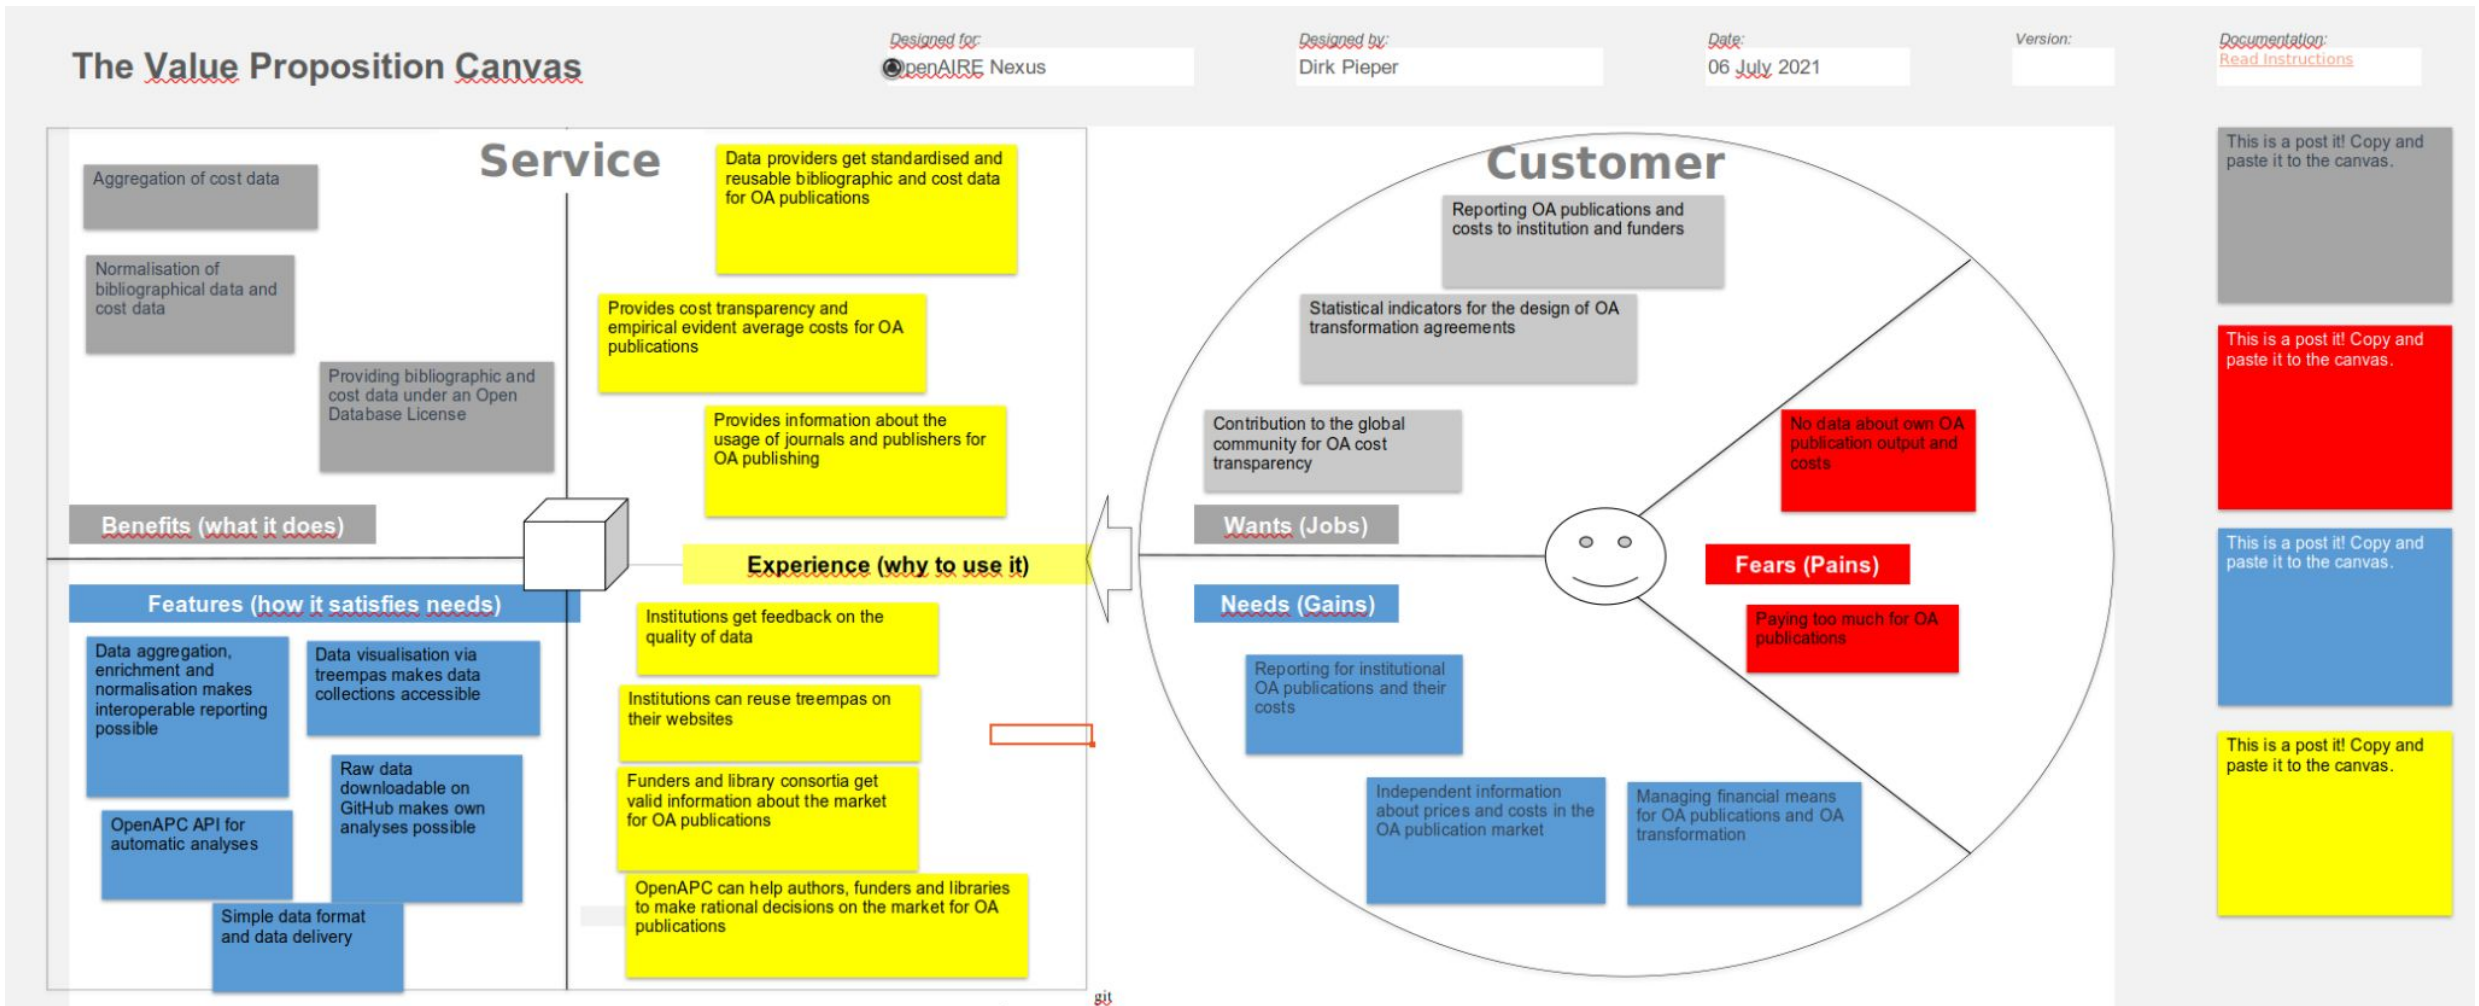 The Value Proposition Canvas
Designed for:
OpenAIRE Nexus
Designed by:
Dirk Pieper
Date:
06 July 2021
Version:
Documentation:
Read Instructions
Service
Aggregation of cost data
Normalisation of
bibliographical data and
cost data
Providing bibliographic and
cost data under an Open
Database License
Benefits (what it does)
Data providers get standardised and
reusable bibliographic and cost data
for OA publications
Provides cost transparency and
empirical evident average costs for OA
publications
Provides information about the
usage of journals and publishers for
OA publishing
Experience (why to use it)
Features (how it satisfies needs)
Data aggregation,
enrichment and
normalisation makes
interoperable reporting
possible
Data visualisation via
treempas makes data
collections accessible
Raw data
downloadable on
GitHub makes own
analyses possible
OpenAPC API for
automatic analyses
Simple data format
and data delivery
Institutions get feedback on the
quality of data
Institutions can reuse treempas on
their websites
Funders and library consortia get
valid information about the market
for OA publications
OpenAPC can help authors, funders and libraries
to make rational decisions on the market for OA
publications
Customer
Reporting OA publications and
costs to institution and funders
Statistical indicators for the design of OA
transformation agreements
Contribution to the global
community for OA cost
transparency
Wants (Jobs)
No data about own OA
publication output and
costs
Fears (Pains)
Paying too much for OA
publications
Needs (Gains)
Reporting for institutional
OA publications and their
costs
Independent information
about prices and costs in the
OA publication market
Managing financial means
for OA publications and OA
transformation
This is a post it! Copy and
paste it to the canvas.
This is a post it! Copy and
paste it to the canvas.
This is a post it! Copy and
paste it to the canvas.
This is a post it! Copy and
paste it to the canvas.
git